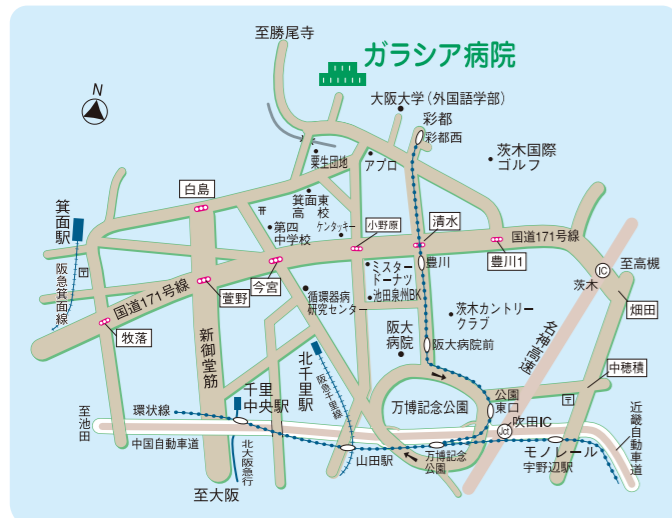 至勝尾寺
ガラシア病院
N
大阪大学(外国語学部)
彩都
彩都西
粟生団地
アプロ
茨木国際
ゴルフ
白島
箕面東
高校
ケンタッキー
第四
中学校
小野原
清水
箕面駅
阪急箕面線
国道171号線
豊川1
至高槻
IC
茨木
今宮
豊川
ミスター
ドーナツ
池田泉州BK
国道171号線
萱野
循環器病
研究センター
茨木カントリー
クラブ
畑田
牧落
新御堂筋
阪大
病院
阪大病院前
名神高速
北千里駅
阪急千里線
中穂積
千里
中央駅
万博記念公園
公園
東口
至池田
環状線
吹田IC
Jct
近畿自動車道
中国自動車道
北大阪急行
山田駅
万博記念
公園
モノレール
宇野辺駅
至大阪